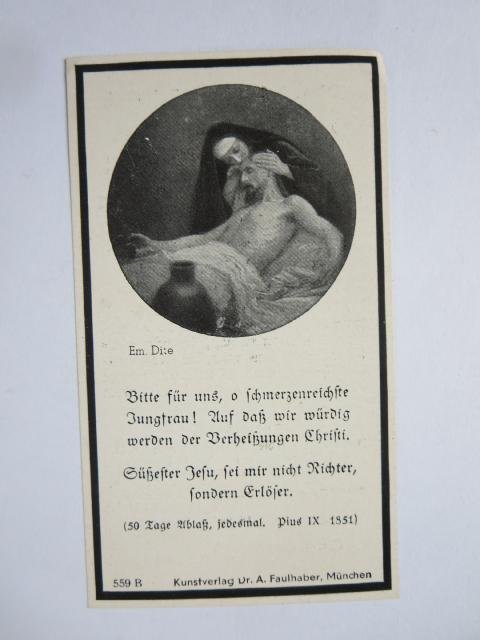 Em. Dite
Bitte für uns, o schmerzenreichste
Jungfrau! Auf daß wir würdig
werden der Verheißungen Christi.
Süßester Jesu, sei mir nicht Richter,
sondern Erlöser.
(50 Tage Ablaß, jedesmal. Pius IX 1851)
559 B Kunstverlag Dr. A. Faulhaber, München